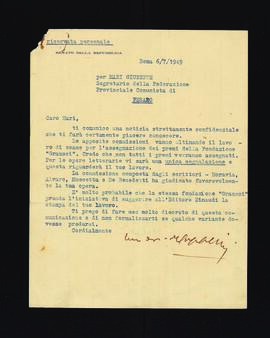 riservata personale
SENATO DELLA REPUBBLICA
Roma 6/7/1949
per MARI GIUSEPPE
Segretario della Federazione
Provinciale Comunista di
PESARO
Caro Mari,
ti comunico una notizia strettamente confidenziale
che ti farà certamente piacere conoscere.
Le apposite commissioni vanno ultimando il lavo
ro di esame per l'assegnazione dei premi della Fondazione
"Gramsci". Credo che non tutti i premi verranno assegnati.
Per le opere letterarie vi sarà una unica segnalazione e
questa riguarderà il tuo lavoro.
La commissione composta dagli scrittori - Moravia,
Alvaro, Muscetta e De Benedetti ha giudicato favorevolmen-
te la tua opera.
E' molto probabile che la stessa fondazione "Gramsci"
prenda l'iniziativa di suggerire all'Editore Einaudi la
stampa del tuo lavoro.
Ti prego di fare uso molto discreto di questa co-
municazione e di non formalizzarti se qualche variante do-
vesse prodursi.
Cordialmente